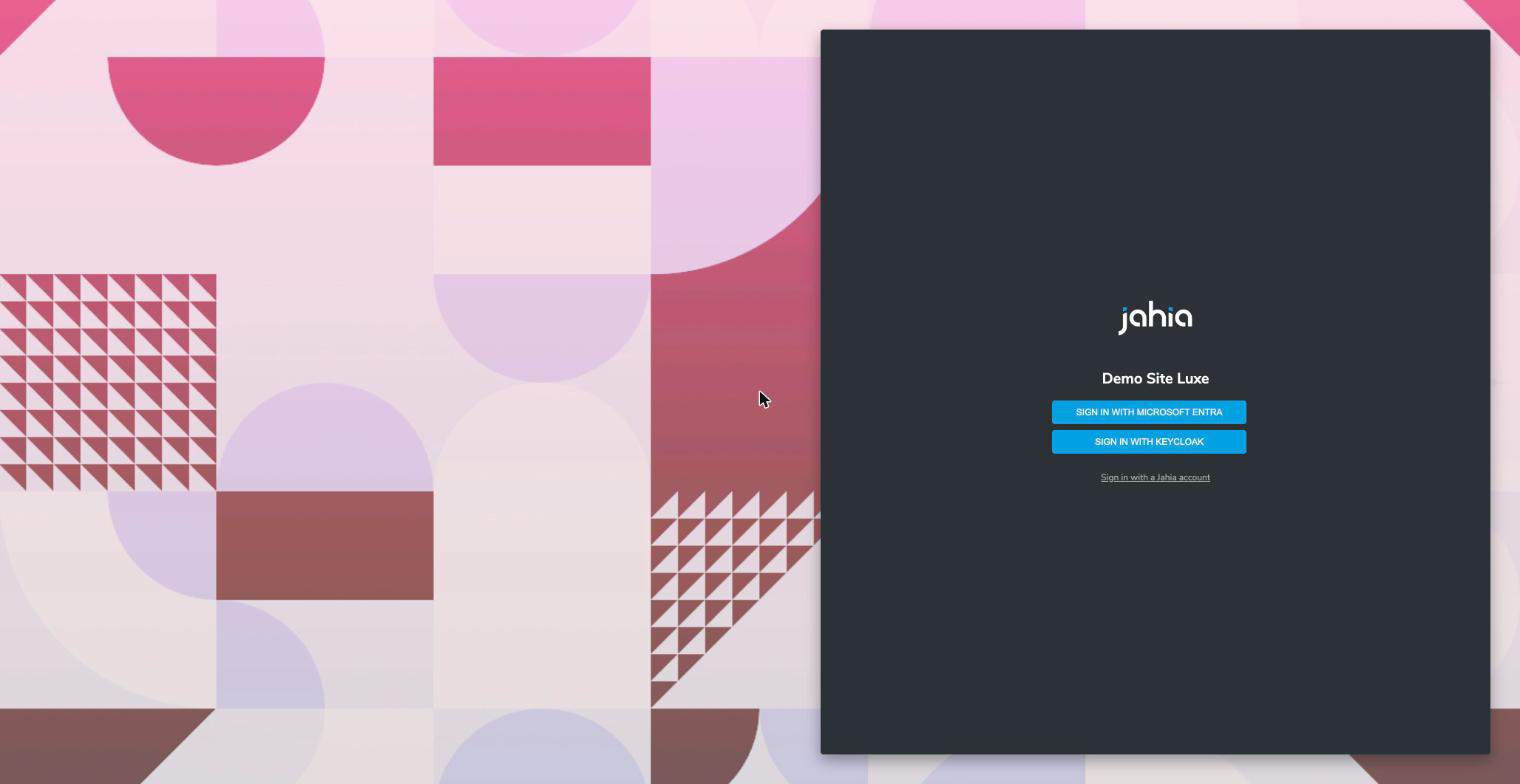 jahia
Demo Site Luxe
SIGN IN WITH MICROSOFT ENTRA
SIGN IN WITH KEYCLOAK
Sign in with a Jahia account